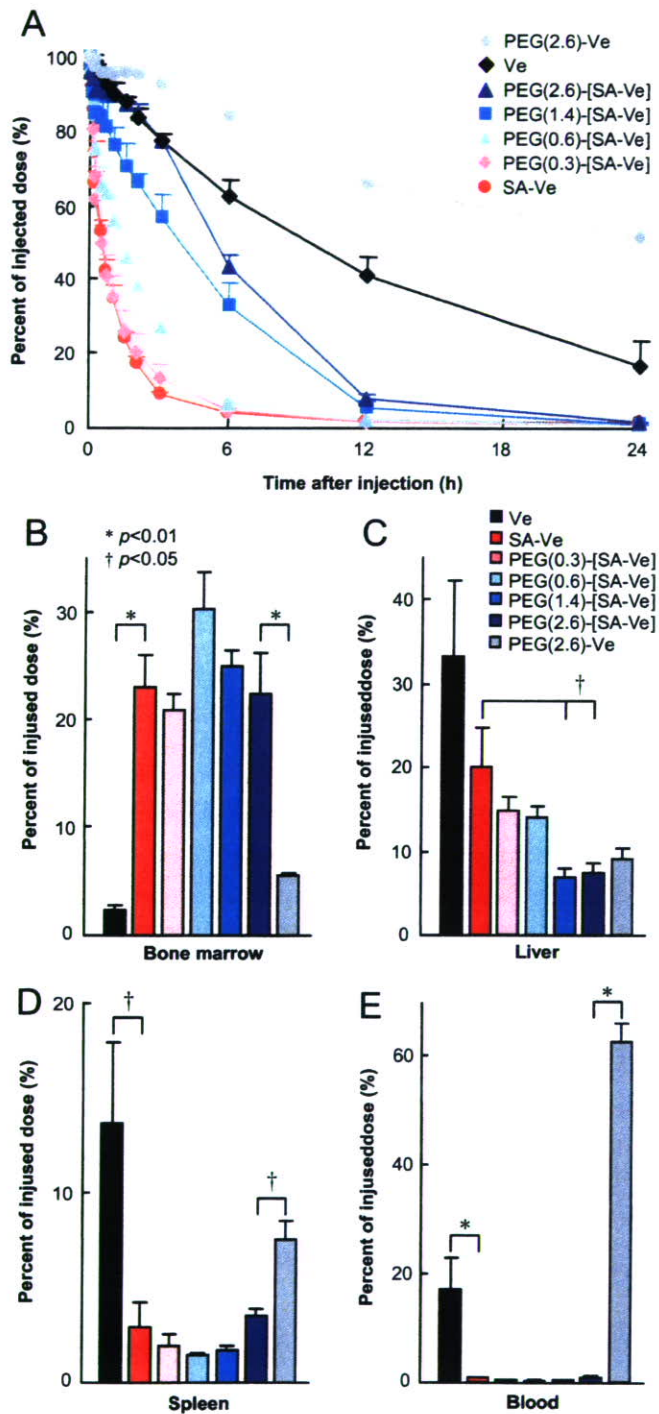 A
PEG(2.6)-Ve
Ve
PEG(2.6)-[SA-Ve]
PEG(1.4)-[SA-Ve]
PEG(0.6)-[SA-Ve]
PEG(0.3)-[SA-Ve]
SA-Ve
Percent of injected dose (%)
100
80
60
40
20
0
0
6
12
18
24
Time after injection (h)
B
* p<0.01
† p<0.05
Percent of injused dose (%)
30
20
10
0
*
*
Bone marrow
C
Ve
SA-Ve
PEG(0.3)-[SA-Ve]
PEG(0.6)-[SA-Ve]
PEG(1.4)-[SA-Ve]
PEG(2.6)-[SA-Ve]
PEG(2.6)-Ve
Percent of injuseddose (%)
40
30
20
10
0
†
Liver
D
Percent of injused dose (%)
20
10
0
†
†
Spleen
E
Percent of injuseddose (%)
60
40
20
0
*
*
Blood